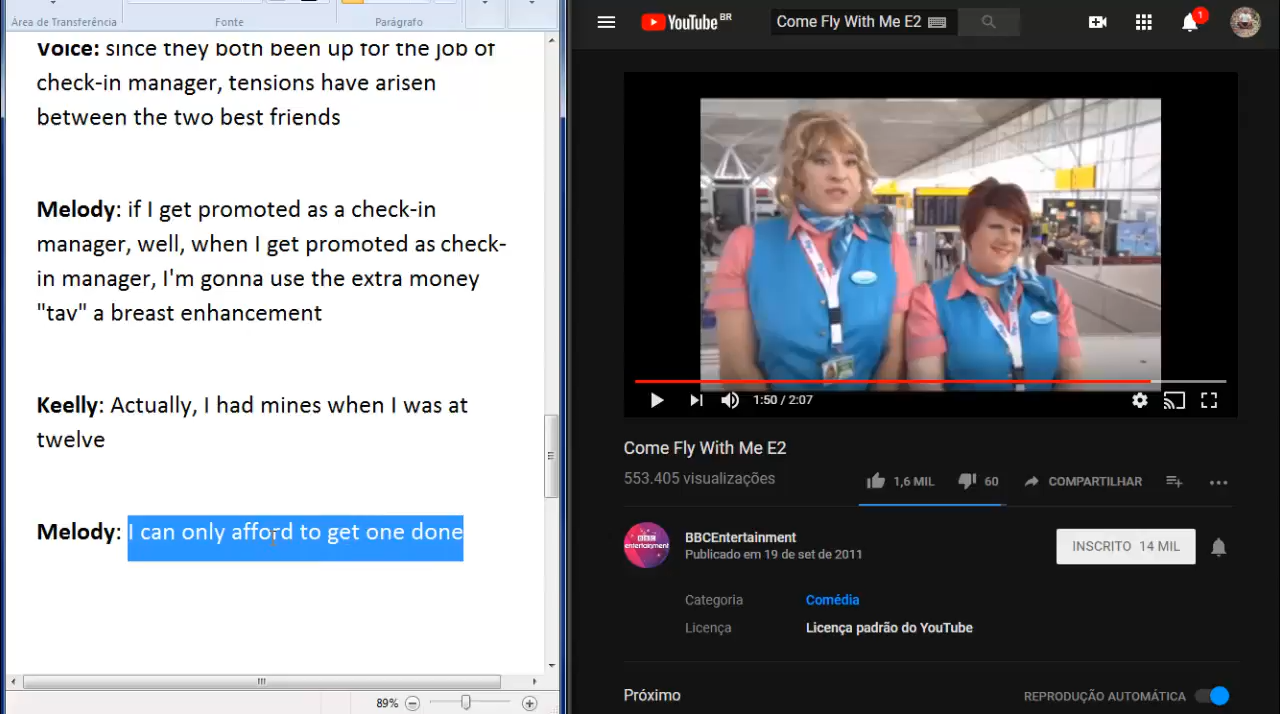 Área de Transferência
Fonte
Parágrafo
Voice: since they both been up for the job of
check-in manager, tensions have arisen
between the two best friends
Melody: if I get promoted as a check-in
manager, well, when I get promoted as check-
in manager, I'm gonna use the extra money
"tav" a breast enhancement
Keelly: Actually, I had mines when I was at
twelve
Melody: I can only afford to get one done
89%
YouTube BR
Come Fly With Me E2
1
1:50 / 2:07
Come Fly With Me E2
553.405 visualizações
1,6 MIL
60
COMPARTILHAR
BBC
entertainment
BBCEntertainment
Publicado em 19 de set de 2011
INSCRITO 14 MIL
Categoria
Comédia
Licença
Licença padrão do YouTube
Próximo
REPRODUÇÃO AUTOMÁTICA